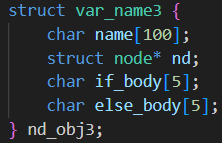 struct var_name3 {
    char name[100];
    struct node* nd;
    char if_body[5];
    char else_body[5];
} nd_obj3;